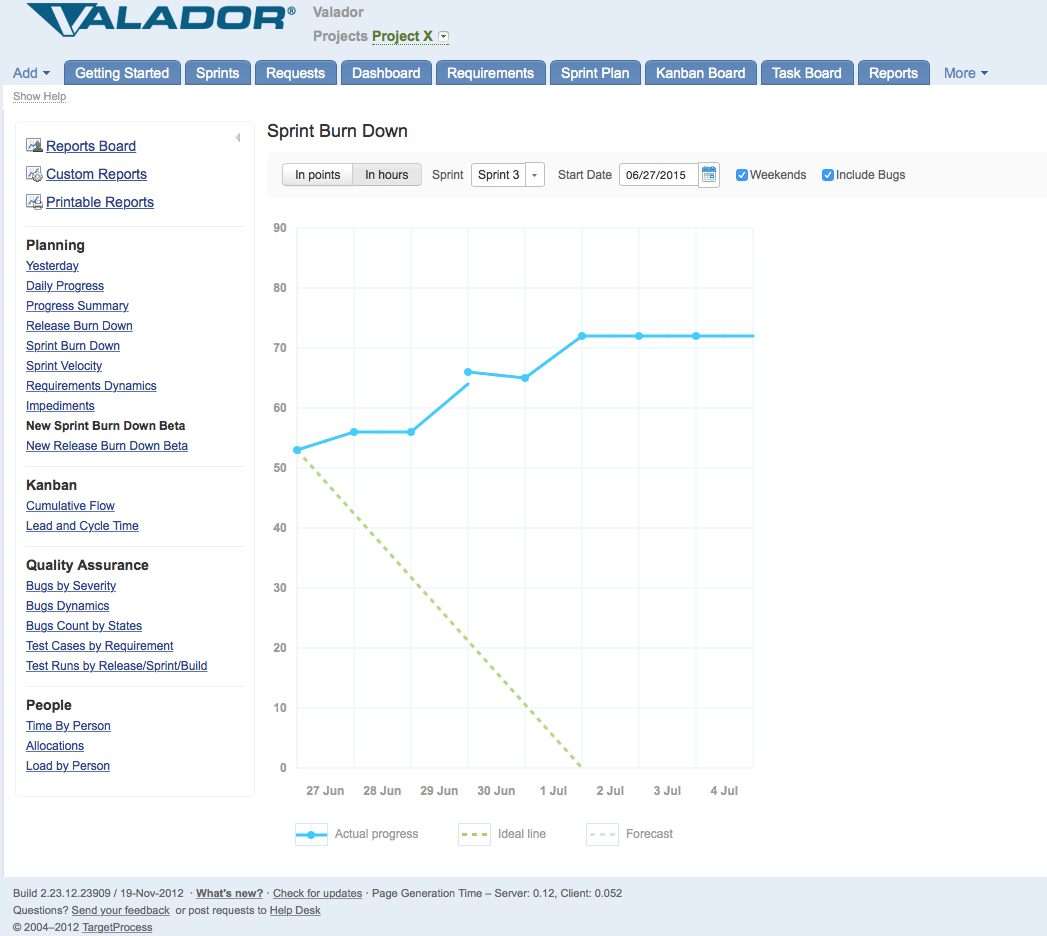 VALADOR®
Valador
Projects Project X
Add Getting Started Sprints Requests Dashboard Requirements Sprint Plan Kanban Board Task Board Reports More
Show Help
Reports Board
Custom Reports
Printable Reports
Planning
Yesterday
Daily Progress
Progress Summary
Release Burn Down
Sprint Burn Down
Sprint Velocity
Requirements Dynamics
Impediments
New Sprint Burn Down Beta
New Release Burn Down Beta
Kanban
Cumulative Flow
Lead and Cycle Time
Quality Assurance
Bugs by Severity
Bugs Dynamics
Bugs Count by States
Test Cases by Requirement
Test Runs by Release/Sprint/Build
People
Time By Person
Allocations
Load by Person
Sprint Burn Down
In points In hours Sprint Sprint 3 Start Date 06/27/2015 Weekends Include Bugs
90
80
70
60
50
40
30
20
10
0
27 Jun 28 Jun 29 Jun 30 Jun 1 Jul 2 Jul 3 Jul 4 Jul
Actual progress Ideal line Forecast
Build 2.23.12.23909 / 19-Nov-2012 · What's new? · Check for updates · Page Generation Time – Server: 0.12, Client: 0.052
Questions? Send your feedback or post requests to Help Desk
© 2004–2012 TargetProcess